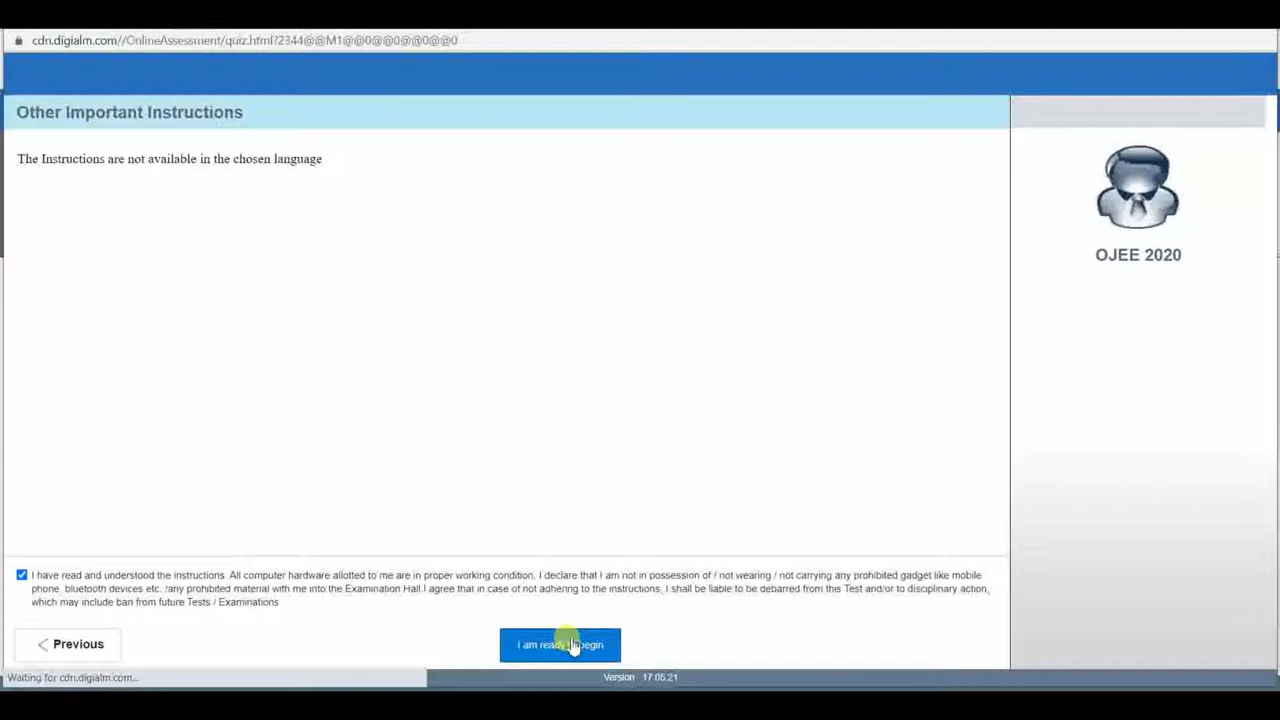 cdn.digialm.com//OnlineAssessment/quiz.html?2344@@M1@@0@@0@@0@@0
Other Important Instructions
The Instructions are not available in the chosen language
OJEE 2020
I have read and understood the instructions. All computer hardware allotted to me are in proper working condition. I declare that I am not in possession of / not wearing / not carrying any prohibited gadget like mobile
phone, bluetooth devices etc. /any prohibited material with me into the Examination Hall.I agree that in case of not adhering to the instructions, I shall be liable to be debarred from this Test and/or to disciplinary action,
which may include ban from future Tests / Examinations
Previous
I am ready begin
Waiting for cdn.digialm.com...
Version 17.05.21